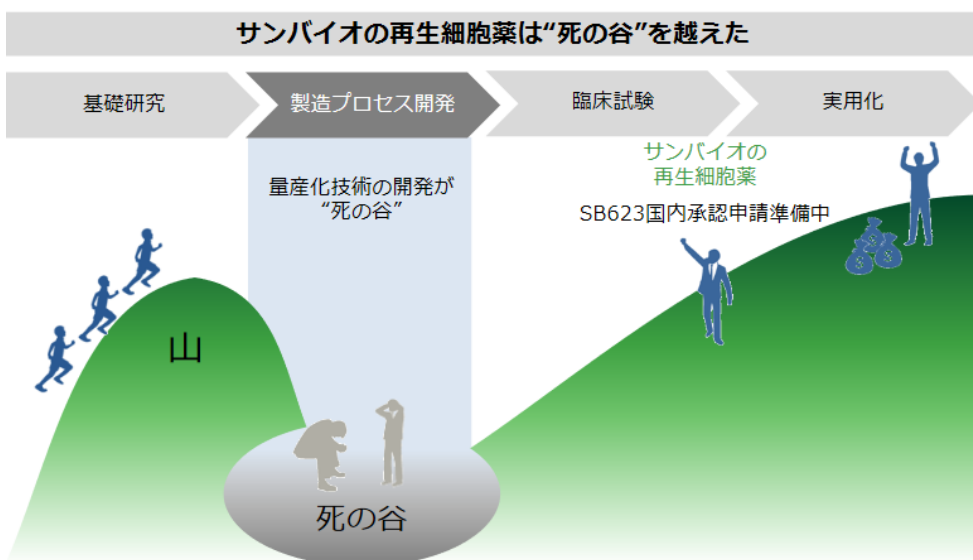 サンバイオの再生細胞薬は“死の谷”を越えた
基礎研究
製造プロセス開発
臨床試験
実用化
量産化技術の開発が
“死の谷”
サンバイオの
再生細胞薬
SB623国内承認申請準備中
山
死の谷